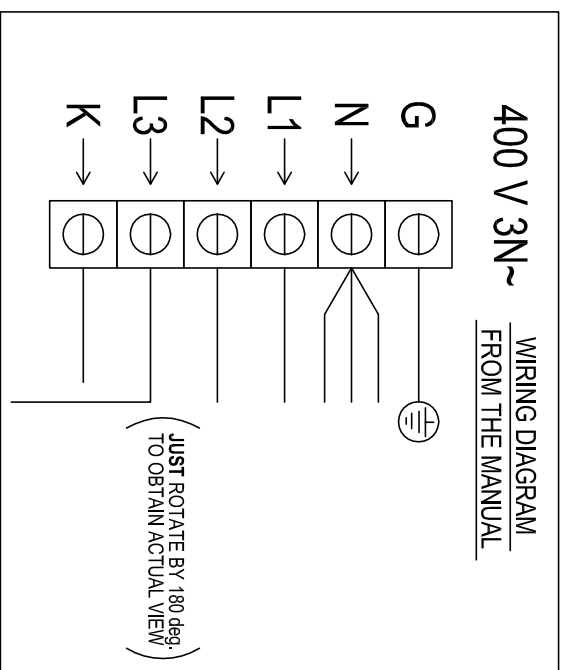 400 V 3N~
WIRING DIAGRAM
FROM THE MANUAL
G
N
L1
L2
L3
K
JUST ROTATE BY 180 deg.
TO OBTAIN ACTUAL VIEW